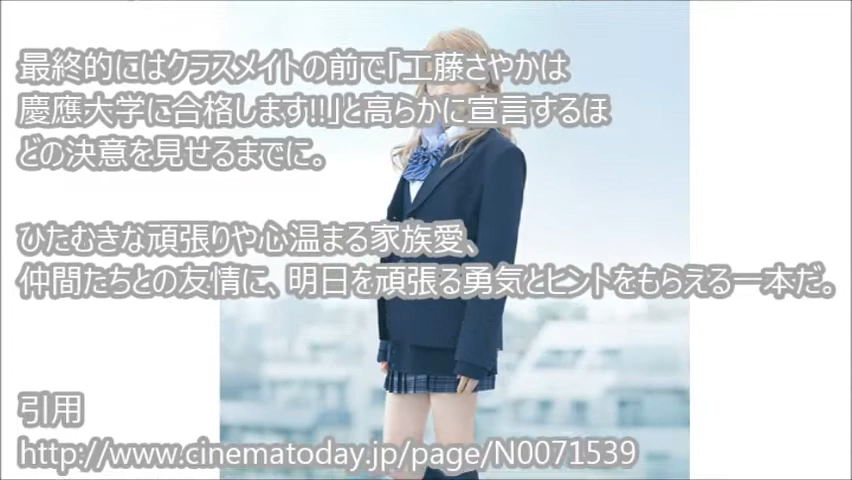 最終的にはクラスメイトの前で「工藤さやかは
慶應大学に合格します!!」と高らかに宣言するほ
どの決意を見せるまでに。
ひたむきな頑張りや心温まる家族愛、
仲間たちとの友情に、明日を頑張る勇気とヒントをもらえる一本だ。
引用
http://www.cinematoday.jp/page/N0071539